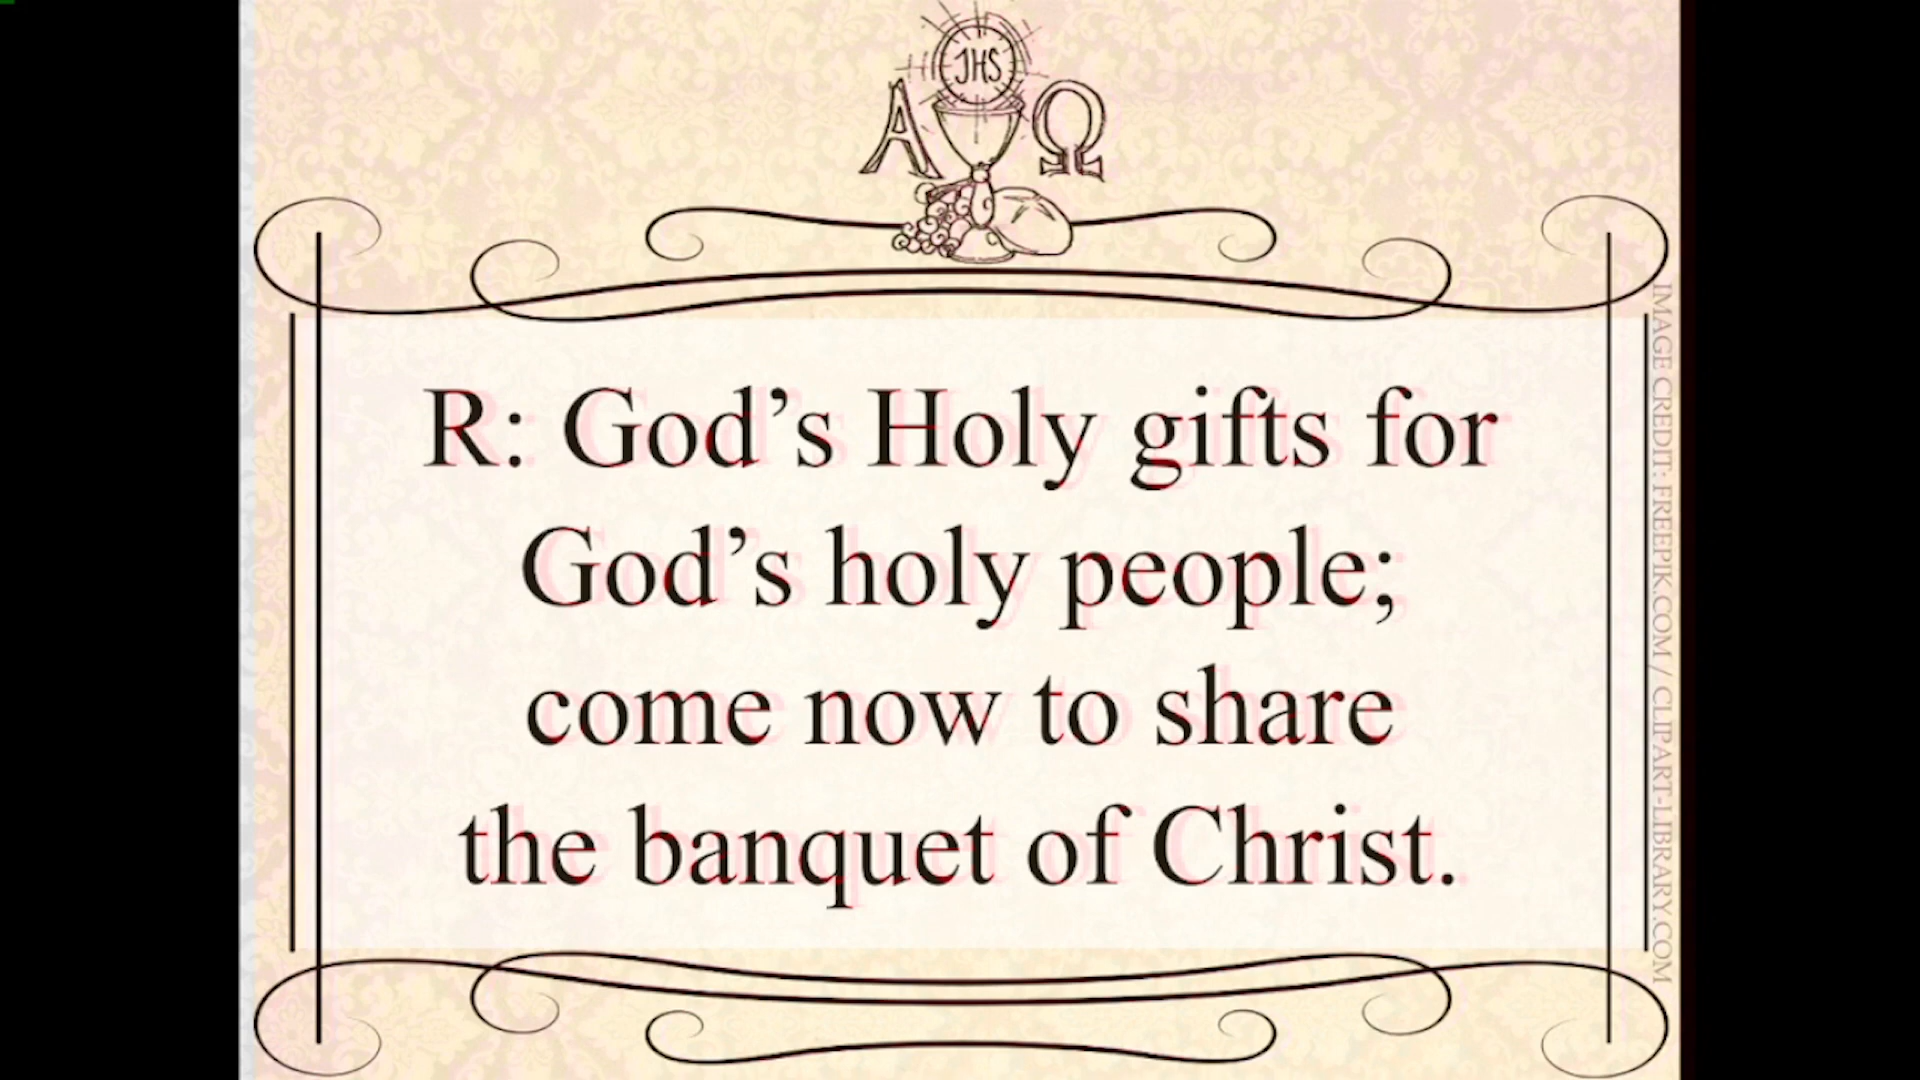 JHS
Α Ω
R: God’s Holy gifts for
God’s holy people;
come now to share
the banquet of Christ.
IMAGE CREDIT: FREEPIK.COM / CLIPART-LIBRARY.COM